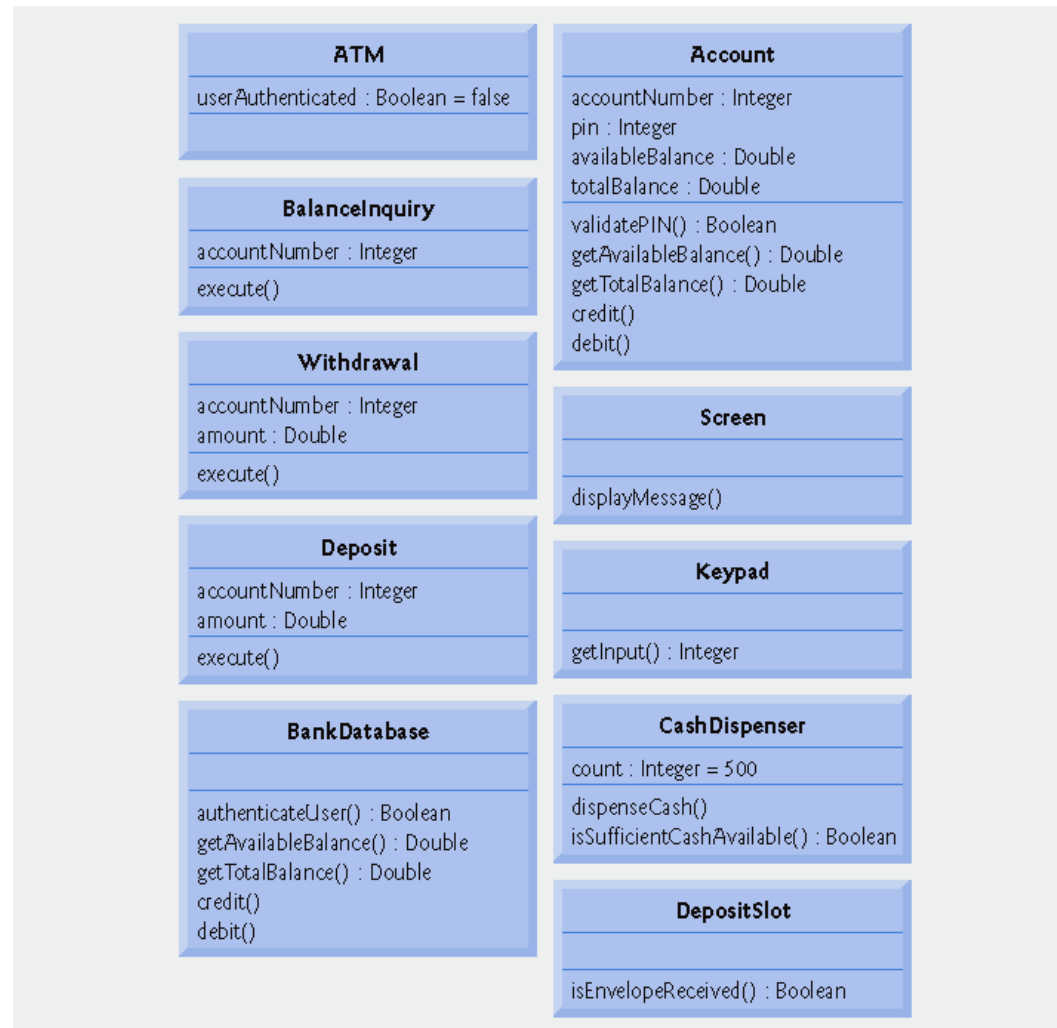 ATM
userAuthenticated : Boolean = false
BalanceInquiry
accountNumber : Integer
execute()
Withdrawal
accountNumber : Integer
amount : Double
execute()
Deposit
accountNumber : Integer
amount : Double
execute()
BankDatabase
authenticateUser() : Boolean
getAvailableBalance() : Double
getTotalBalance() : Double
credit()
debit()
Account
accountNumber : Integer
pin : Integer
availableBalance : Double
totalBalance : Double
validatePIN() : Boolean
getAvailableBalance() : Double
getTotalBalance() : Double
credit()
debit()
Screen
displayMessage()
Keypad
getInput() : Integer
CashDispenser
count : Integer = 500
dispenseCash()
isSufficientCashAvailable() : Boolean
DepositSlot
isEnvelopeReceived() : Boolean